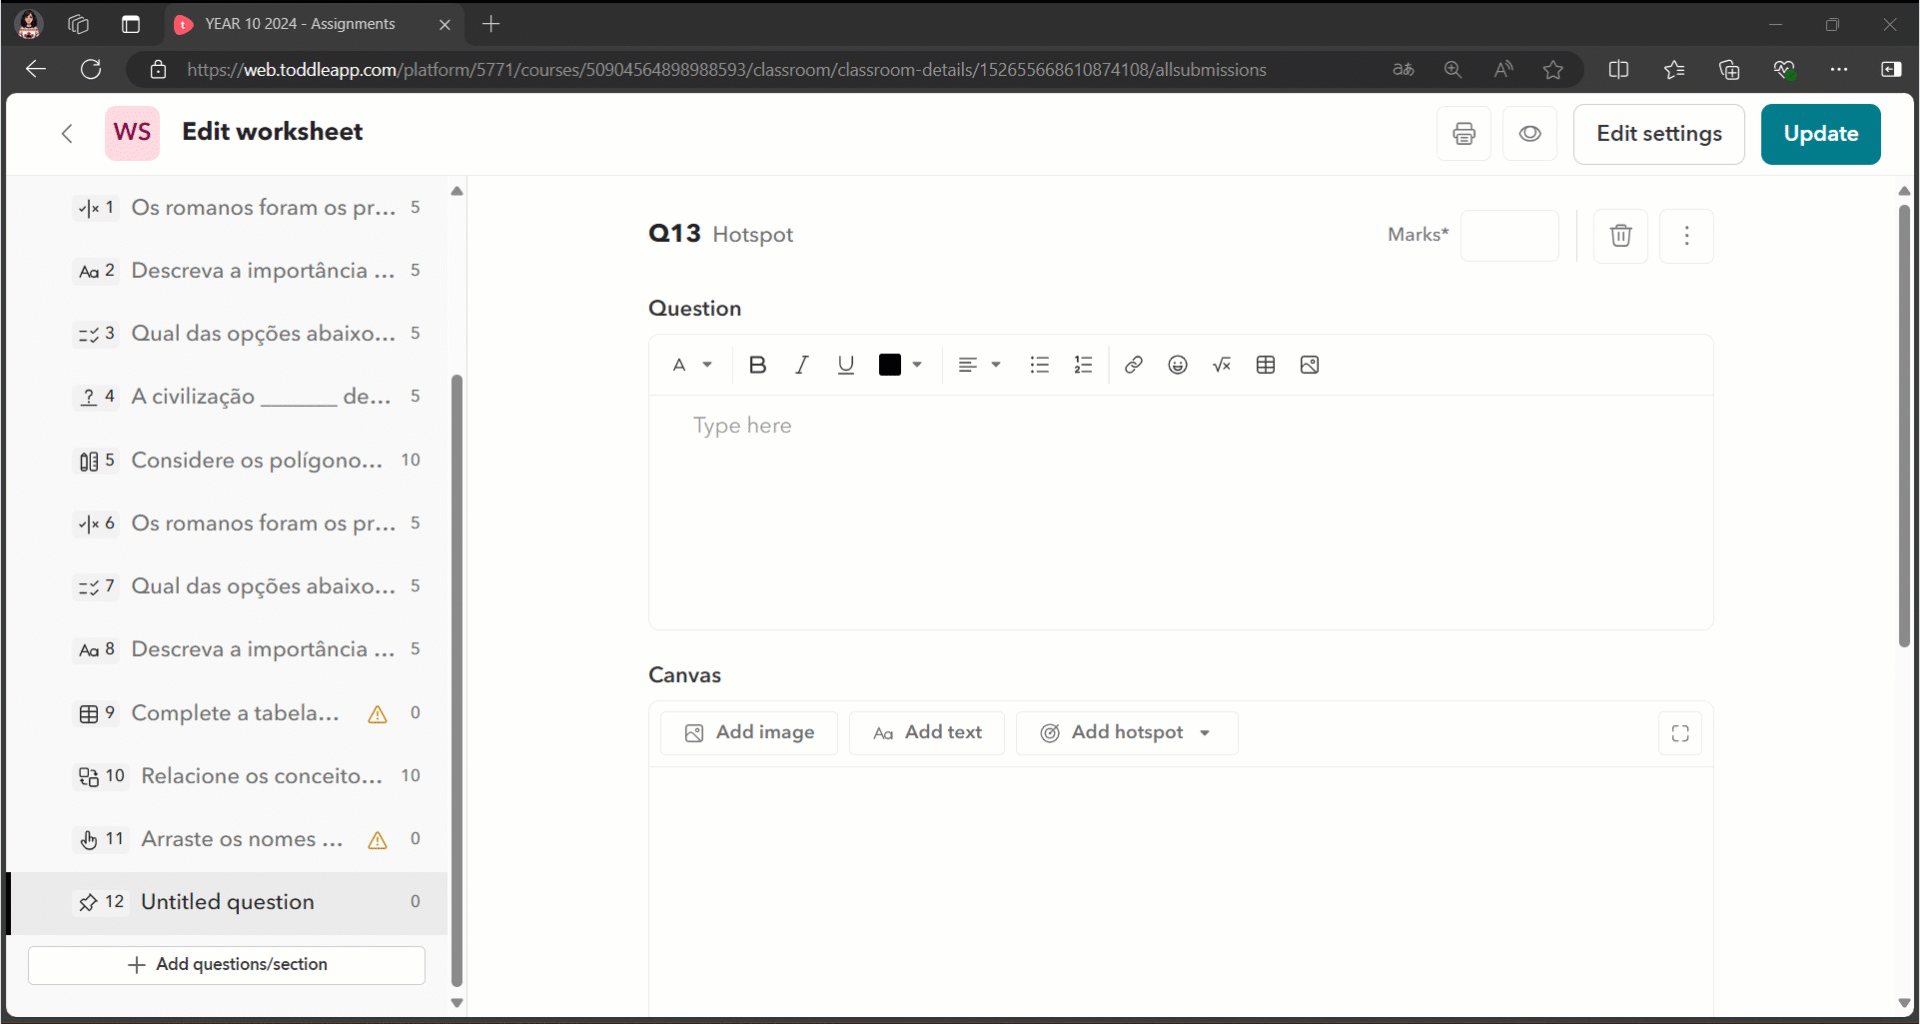 YEAR 10 2024 - Assignments
https://web.toddleapp.com/platform/5771/courses/50904564898988593/classroom/classroom-details/152655668610874108/allsubmissions
WS
Edit worksheet
Edit settings
Update
1 Os romanos foram os pr... 5
Aa 2 Descreva a importância ... 5
3 Qual das opções abaixo... 5
? 4 A civilização _______ de... 5
5 Considere os polígono... 10
6 Os romanos foram os pr... 5
7 Qual das opções abaixo... 5
Aa 8 Descreva a importância ... 5
9 Complete a tabela... 0
10 Relacione os conceito... 10
11 Arraste os nomes ... 0
12 Untitled question 0
+ Add questions/section
Q13 Hotspot
Marks*
Question
A B I U
Type here
Canvas
Add image
Aa Add text
Add hotspot